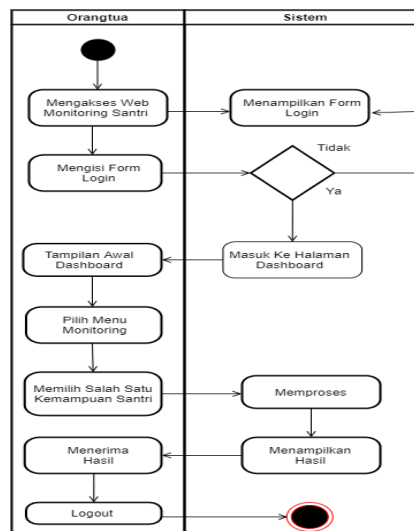 Orangtua
Sistem
Mengakses Web
Monitoring Santri
Menampilkan Form
Login
Mengisi Form
Login
Tidak
Ya
Tampilan Awal
Dashboard
Masuk Ke Halaman
Dashboard
Pilih Menu
Monitoring
Memilih Salah Satu
Kemampuan Santri
Memproses
Menerima
Hasil
Menampilkan
Hasil
Logout